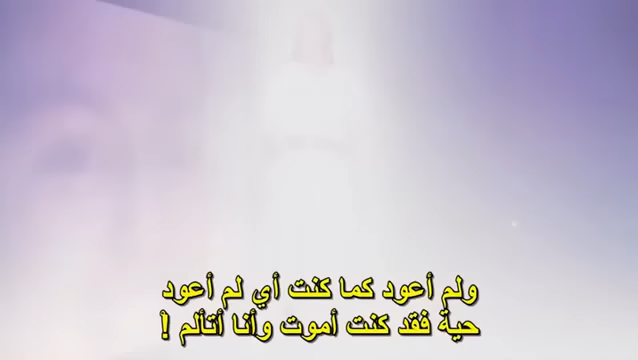 ولم أعود كما كنت أي لم أعود
حية فقد كنت أموت وأنا أتألم !